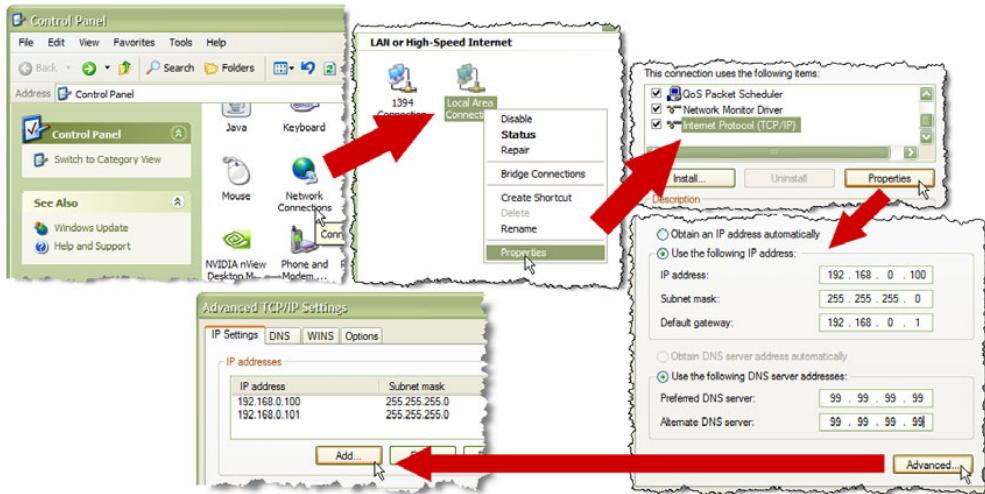 Control Panel
File Edit View Favorites Tools Help
Back Search Folders
Address Control Panel
Control Panel
Switch to Category View
See Also
Windows Update
Help and Support
Java Keyboard
Mouse Network
Connections
NVIDIA nView Phone and
Desktop M... Modem ...
LAN or High-Speed Internet
1394 Local Area
Connection Connection
Disable
Status
Repair
Bridge Connections
Create Shortcut
Delete
Rename
Properties
This connection uses the following items:
QoS Packet Scheduler
Network Monitor Driver
Internet Protocol (TCP/IP)
Install... Uninstall Properties
Description
Obtain an IP address automatically
Use the following IP address:
IP address: 192 . 168 . 0 . 100
Subnet mask: 255 . 255 . 255 . 0
Default gateway: 192 . 168 . 0 . 1
Obtain DNS server address automatically
Use the following DNS server addresses:
Preferred DNS server: 99 . 99 . 99 . 99
Alternate DNS server: 99 . 99 . 99 . 99
Advanced...
Advanced TCP/IP Settings
IP Settings DNS WINS Options
IP addresses
IP address Subnet mask
192.168.0.100 255.255.255.0
192.168.0.101 255.255.255.0
Add...